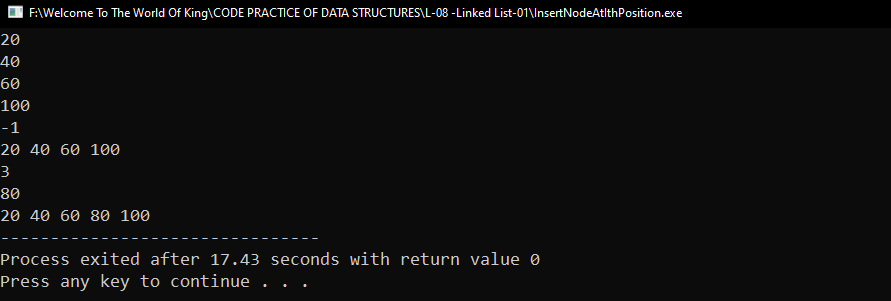 F:\Welcome To The World Of King\CODE PRACTICE OF DATA STRUCTURES\L-08 -Linked List-01\InsertNodeAtIthPosition.exe
20
40
60
100
-1
20 40 60 100
3
80
20 40 60 80 100
--------------------------------
Process exited after 17.43 seconds with return value 0
Press any key to continue . . .